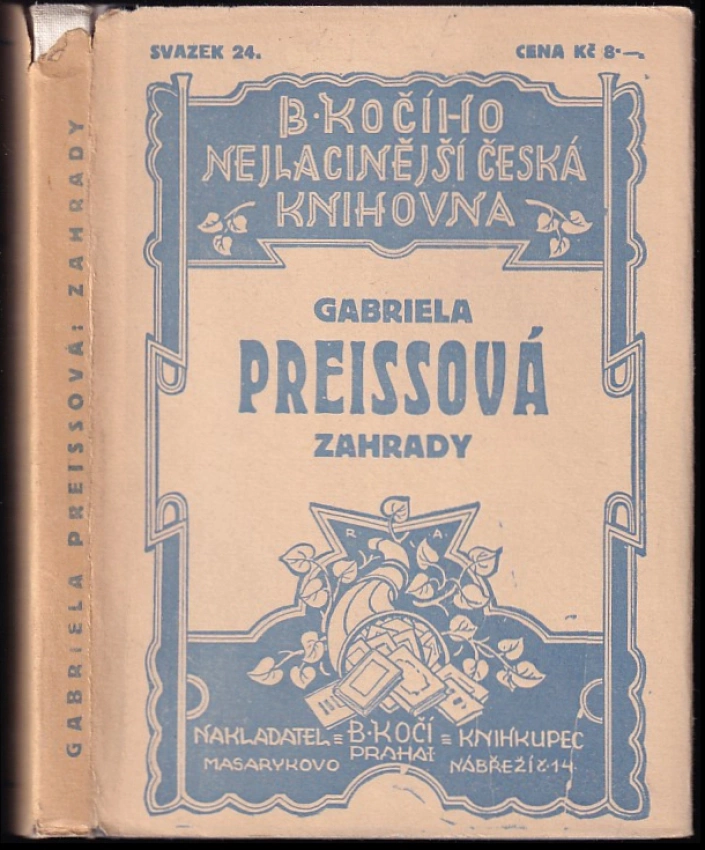 GABRIELA PREISSOVÁ: ZAHRADY
SVAZEK 24.
CENA Kč 8·—.
B·KOČÍHO
NEJLACINĚJŠÍ ČESKÁ
KNIHOVNA
GABRIELA
PREISSOVÁ
ZAHRADY
R. A.
NAKLADATEL = B·KOČÍ = KNIHKUPEC
PRAHA I
MASARYKOVO NÁBŘEŽÍ č·14·